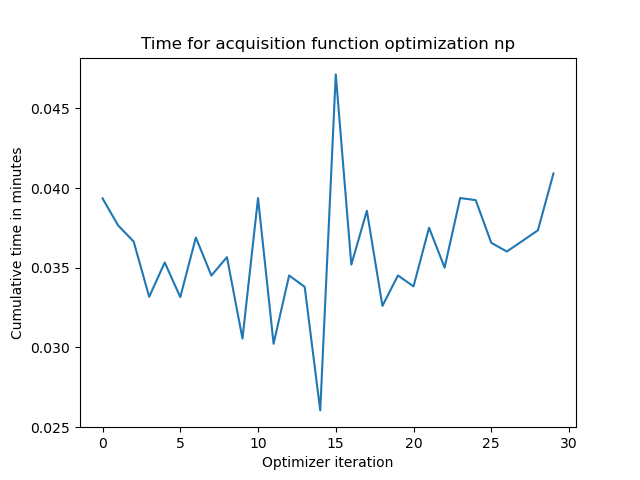 Time for acquisition function optimization np
Cumulative time in minutes
0.045
0.040
0.035
0.030
0.025
0 5 10 15 20 25 30
Optimizer iteration